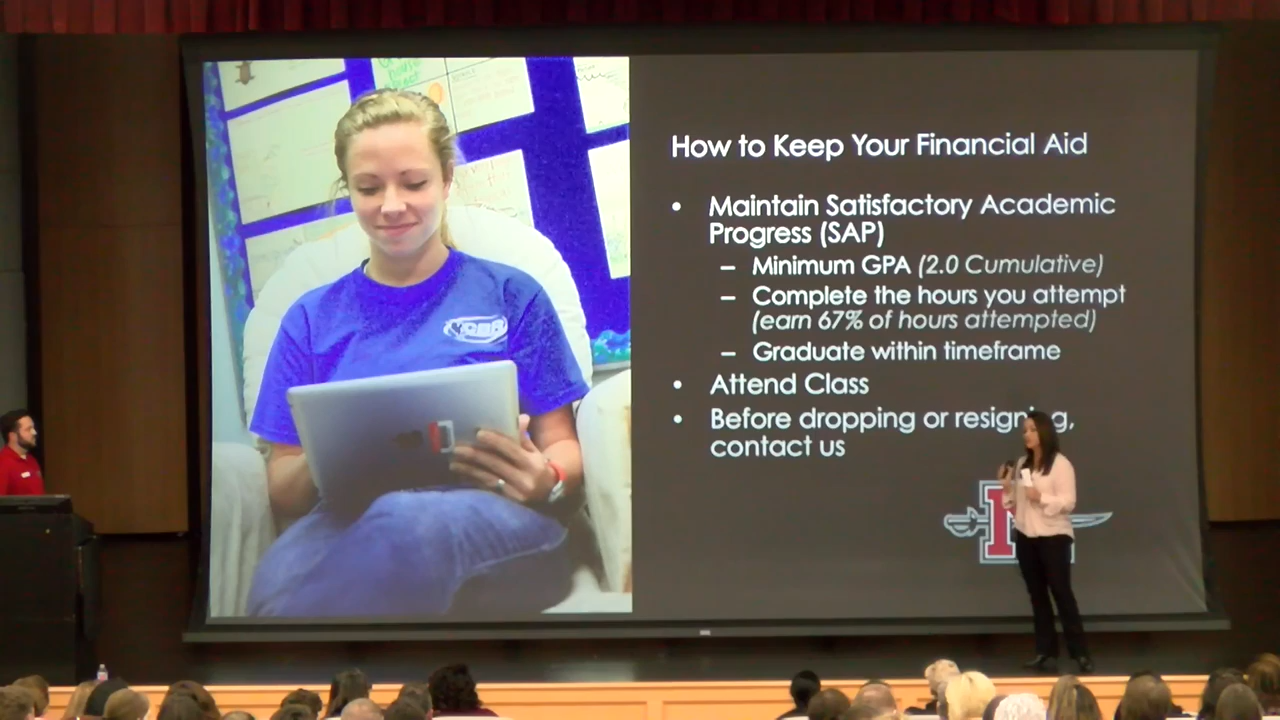 How to Keep Your Financial Aid
• Maintain Satisfactory Academic
Progress (SAP)
– Minimum GPA (2.0 Cumulative)
– Complete the hours you attempt
(earn 67% of hours attempted)
– Graduate within timeframe
• Attend Class
• Before dropping or resigning,
contact us